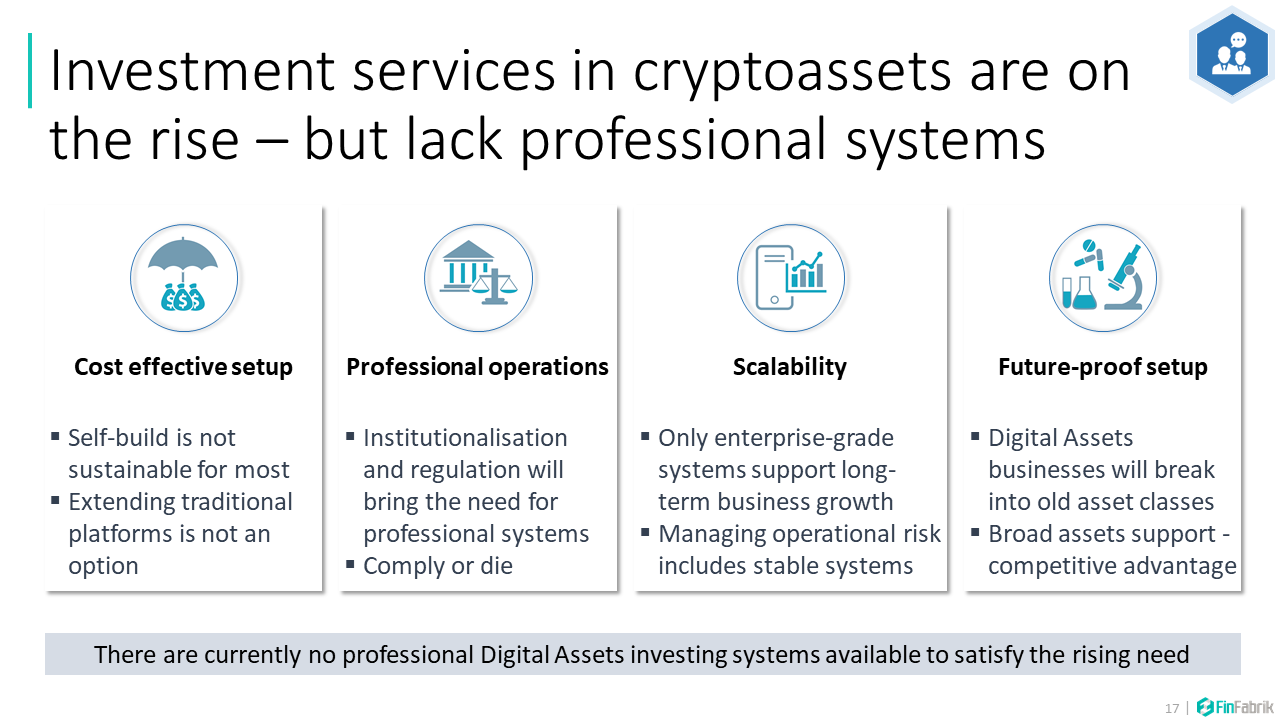 Investment services in cryptoassets are on
the rise – but lack professional systems
Cost effective setup
▪ Self-build is not
sustainable for most
▪ Extending traditional
platforms is not an
option
Professional operations
▪ Institutionalisation
and regulation will
bring the need for
professional systems
▪ Comply or die
Scalability
▪ Only enterprise-grade
systems support long-
term business growth
▪ Managing operational risk
includes stable systems
Future-proof setup
▪ Digital Assets
businesses will break
into old asset classes
▪ Broad assets support -
competitive advantage
There are currently no professional Digital Assets investing systems available to satisfy the rising need
17 | FinFabrik